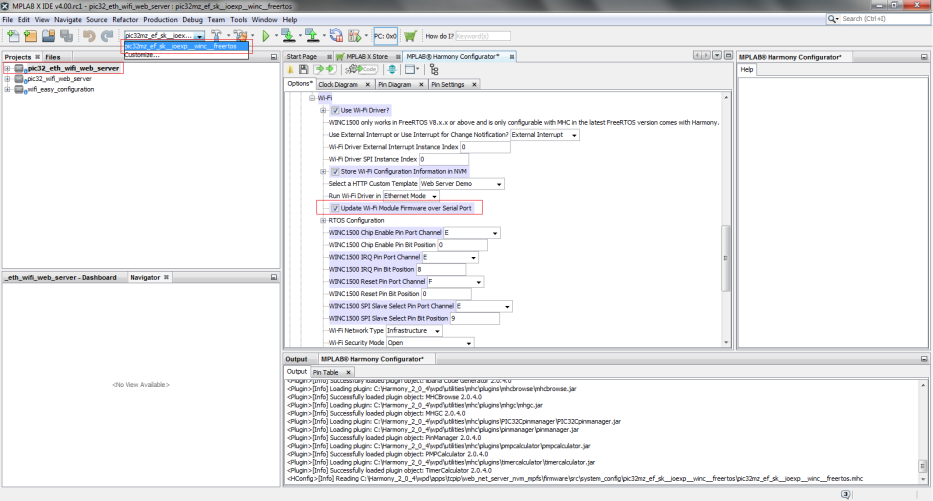 MPLAB X IDE v4.00.rc1 - pic32_eth_wifi_web_server : pic32mz_ef_sk__ioexp__winc__freertos
File Edit View Navigate Source Refactor Production Debug Team Tools Window Help
Search (Ctrl+I)
pic32mz_ef_sk__ioex...
PC: 0x0
How do I?
(Keyword(s))
pic32mz_ef_sk__ioexp__winc__freertos
Customize...
Projects
Files
pic32_eth_wifi_web_server
pic32_wifi_web_server
wifi_easy_configuration
Start Page
MPLAB X Store
MPLAB® Harmony Configurator*
Code
Options*
Clock Diagram
Pin Diagram
Pin Settings
Wi-Fi
Use Wi-Fi Driver?
WINC1500 only works in FreeRTOS V8.x.x or above and is only configurable with MHC in the latest FreeRTOS version comes with Harmony.
Use External Interrupt or Use Interrupt for Change Notification? External Interrupt
Wi-Fi Driver External Interrupt Instance Index 0
Wi-Fi Driver SPI Instance Index 0
Store Wi-Fi Configuration Information in NVM
Select a HTTP Custom Template Web Server Demo
Run Wi-Fi Driver in Ethernet Mode
Update Wi-Fi Module Firmware over Serial Port
RTOS Configuration
WINC1500 Chip Enable Pin Port Channel E
WINC1500 Chip Enable Pin Bit Position 0
WINC1500 IRQ Pin Port Channel E
WINC1500 IRQ Pin Bit Position 8
WINC1500 Reset Pin Port Channel F
WINC1500 Reset Pin Bit Position 0
WINC1500 SPI Slave Select Pin Port Channel E
WINC1500 SPI Slave Select Pin Bit Position 9
Wi-Fi Network Type Infrastructure
Wi-Fi Security Mode Open
MPLAB® Harmony Configurator*
Help
_eth_wifi_web_server - Dashboard
Navigator
<No View Available>
Output
MPLAB® Harmony Configurator*
Output
Pin Table
<Plugin>[Info] Successfully loaded plugin object: Ibaria Code Generator 2.0.4.0
<Plugin>[Info] Loading plugin: C:\Harmony_2_0_4\wpd\utilities\mhc\plugins\mhcbrowse\mhcbrowse.jar
<Plugin>[Info] Successfully loaded plugin object: MHCBrowse 2.0.4.0
<Plugin>[Info] Loading plugin: C:\Harmony_2_0_4\wpd\utilities\mhc\plugins\mhgc\mhgc.jar
<Plugin>[Info] Successfully loaded plugin object: MHGC 2.0.4.0
<Plugin>[Info] Loading plugin: C:\Harmony_2_0_4\wpd\utilities\mhc\plugins\PIC32Cpinmanager\PIC32Cpinmanager.jar
<Plugin>[Info] Loading plugin: C:\Harmony_2_0_4\wpd\utilities\mhc\plugins\pinmanager\pinmanager.jar
<Plugin>[Info] Successfully loaded plugin object: PinManager 2.0.4.0
<Plugin>[Info] Loading plugin: C:\Harmony_2_0_4\wpd\utilities\mhc\plugins\pmpcalculator\pmpcalculator.jar
<Plugin>[Info] Successfully loaded plugin object: PMPCalculator 2.0.4.0
<Plugin>[Info] Loading plugin: C:\Harmony_2_0_4\wpd\utilities\mhc\plugins\timercalculator\timercalculator.jar
<Plugin>[Info] Successfully loaded plugin object: TimerCalculator 2.0.4.0
<HConfig>[Info] Reading C:\Harmony_2_0_4\wpd\apps\tcpip\web_net_server_nvm_mpfs\firmware\src\system_config\pic32mz_ef_sk__ioexp__winc__freertos\pic32mz_ef_sk__ioexp__winc__freertos.mhc